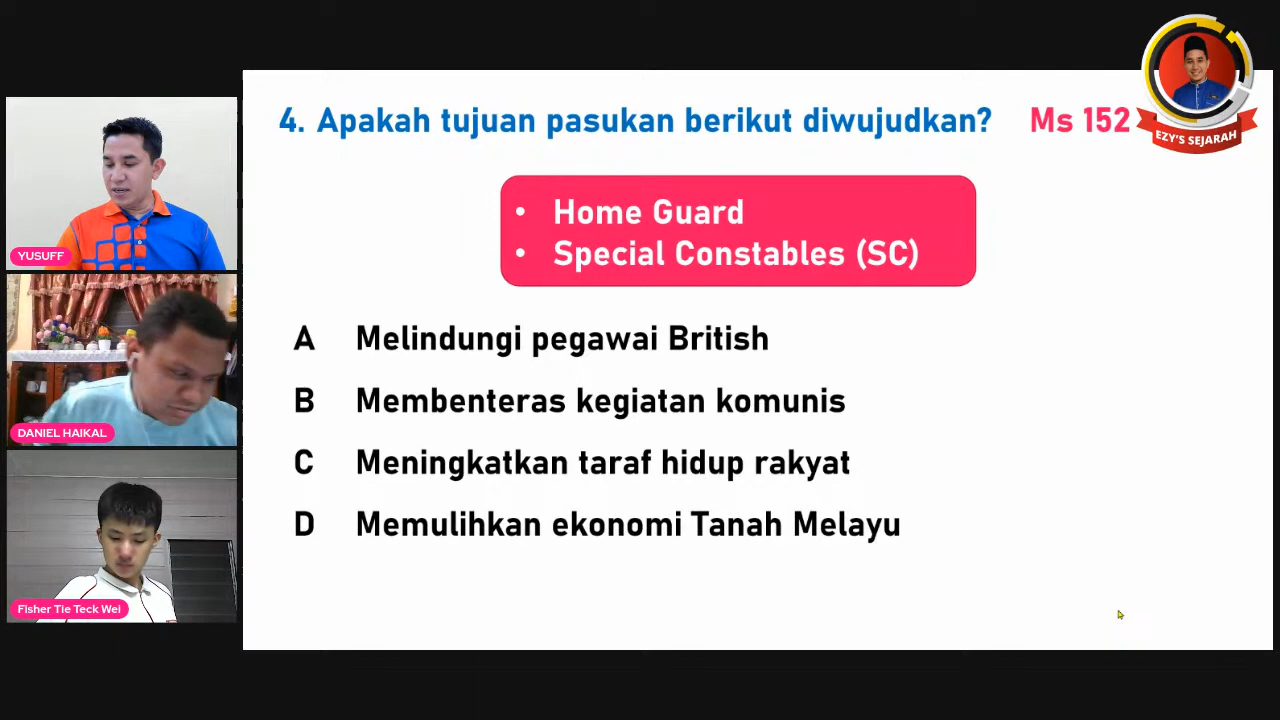 4. Apakah tujuan pasukan berikut diwujudkan? Ms 152
EZY'S SEJARAH
• Home Guard
• Special Constables (SC)
A Melindungi pegawai British
B Membenteras kegiatan komunis
C Meningkatkan taraf hidup rakyat
D Memulihkan ekonomi Tanah Melayu
YUSUFF
DANIEL HAIKAL
Fisher Tie Teck Wei